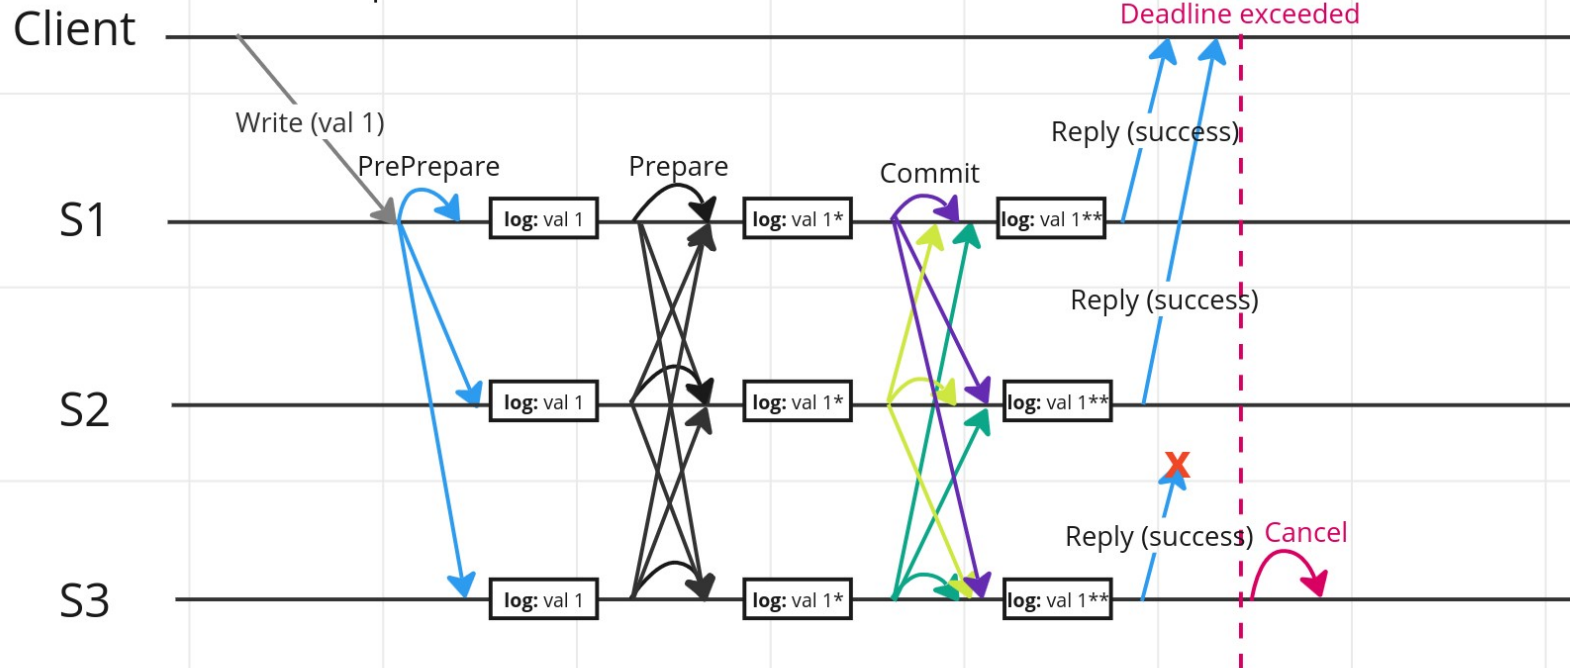 Deadline exceeded
Client
Write (val 1)
Reply (success)
PrePrepare
Prepare
Commit
S1
log: val 1
log: val 1*
log: val 1**
Reply (success)
S2
log: val 1
log: val 1*
log: val 1**
X
Reply (success)
Cancel
S3
log: val 1
log: val 1*
log: val 1**